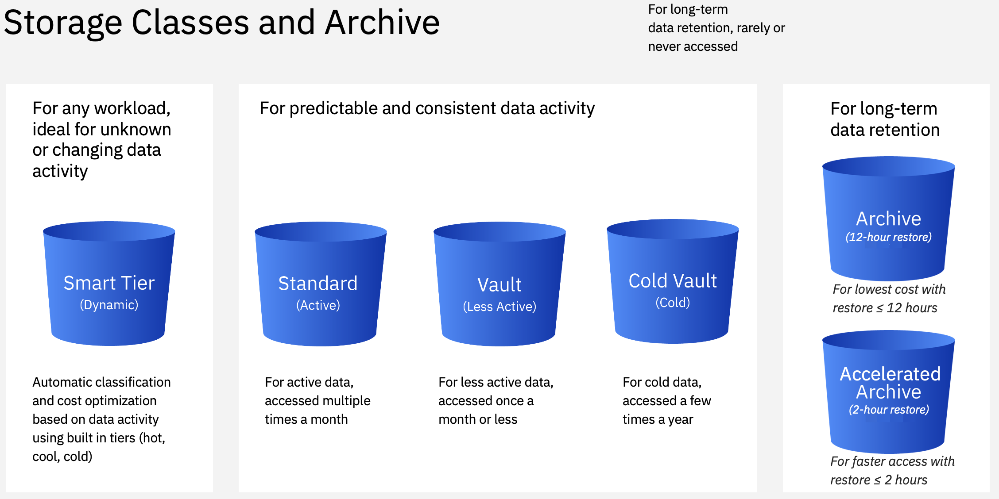 Storage Classes and Archive
For long-term
data retention, rarely or
never accessed
For any workload,
ideal for unknown
or changing data
activity
Smart Tier
(Dynamic)
Automatic classification
and cost optimization
based on data activity
using built in tiers (hot,
cool, cold)
For predictable and consistent data activity
Standard
(Active)
For active data,
accessed multiple
times a month
Vault
(Less Active)
For less active data,
accessed once a
month or less
Cold Vault
(Cold)
For cold data,
accessed a few
times a year
For long-term
data retention
Archive
(12-hour restore)
For lowest cost with
restore ≤ 12 hours
Accelerated
Archive
(2-hour restore)
For faster access with
restore ≤ 2 hours